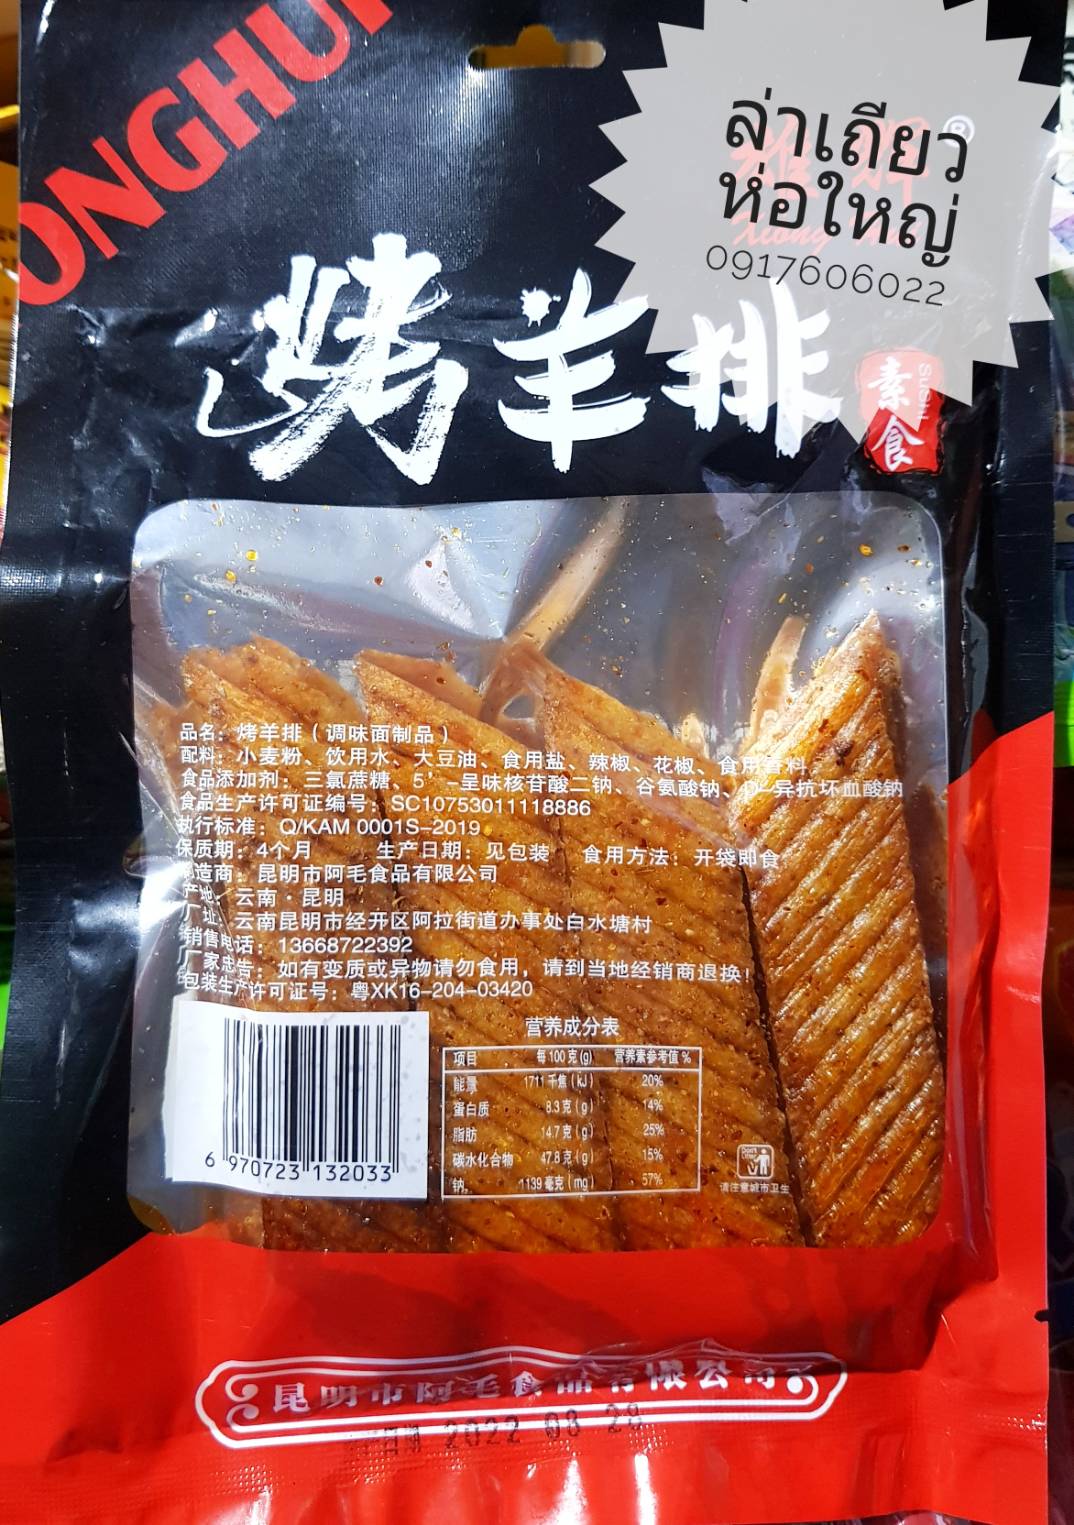 ONGHUI
ล่าเถียว
ห่อใหญ่
0917606022
烤羊排
素食
Sushi
品名：烤羊排（调味面制品）
配料：小麦粉、饮用水、大豆油、食用盐、辣椒、花椒、食用香料
食品添加剂：三氯蔗糖、5'－呈味核苷酸二钠、谷氨酸钠、D-异抗坏血酸钠
食品生产许可证编号：SC10753011118886
执行标准：Q/KAM 0001S-2019
保质期：4个月 生产日期：见包装 食用方法：开袋即食
制造商：昆明市阿毛食品有限公司
产地：云南·昆明
厂址：云南昆明市经开区阿拉街道办事处白水塘村
销售电话：13668722392
厂家忠告：如有变质或异物请勿食用，请到当地经销商退换！
包装生产许可证号：粤XK16-204-03420
营养成分表
项目 每100克(g) 营养素参考值%
能量 1711千焦(kJ) 20%
蛋白质 8.3克(g) 14%
脂肪 14.7克(g) 25%
碳水化合物 47.8克(g) 15%
钠 1139毫克(mg) 57%
请注意城市卫生
6 970723 132033
昆明市阿毛食品有限公司
日期 2022 08 28